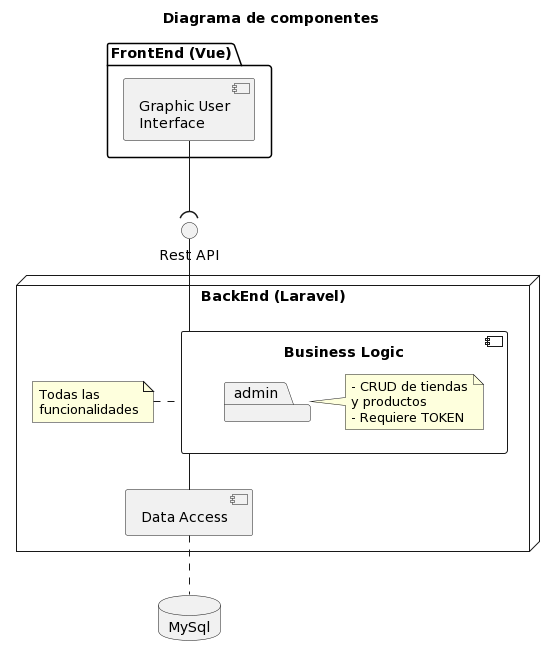 Diagrama de componentes
FrontEnd (Vue)
Graphic User
Interface
Rest API
BackEnd (Laravel)
Business Logic
Todas las
funcionalidades
admin
- CRUD de tiendas
y productos
- Requiere TOKEN
Data Access
MySql